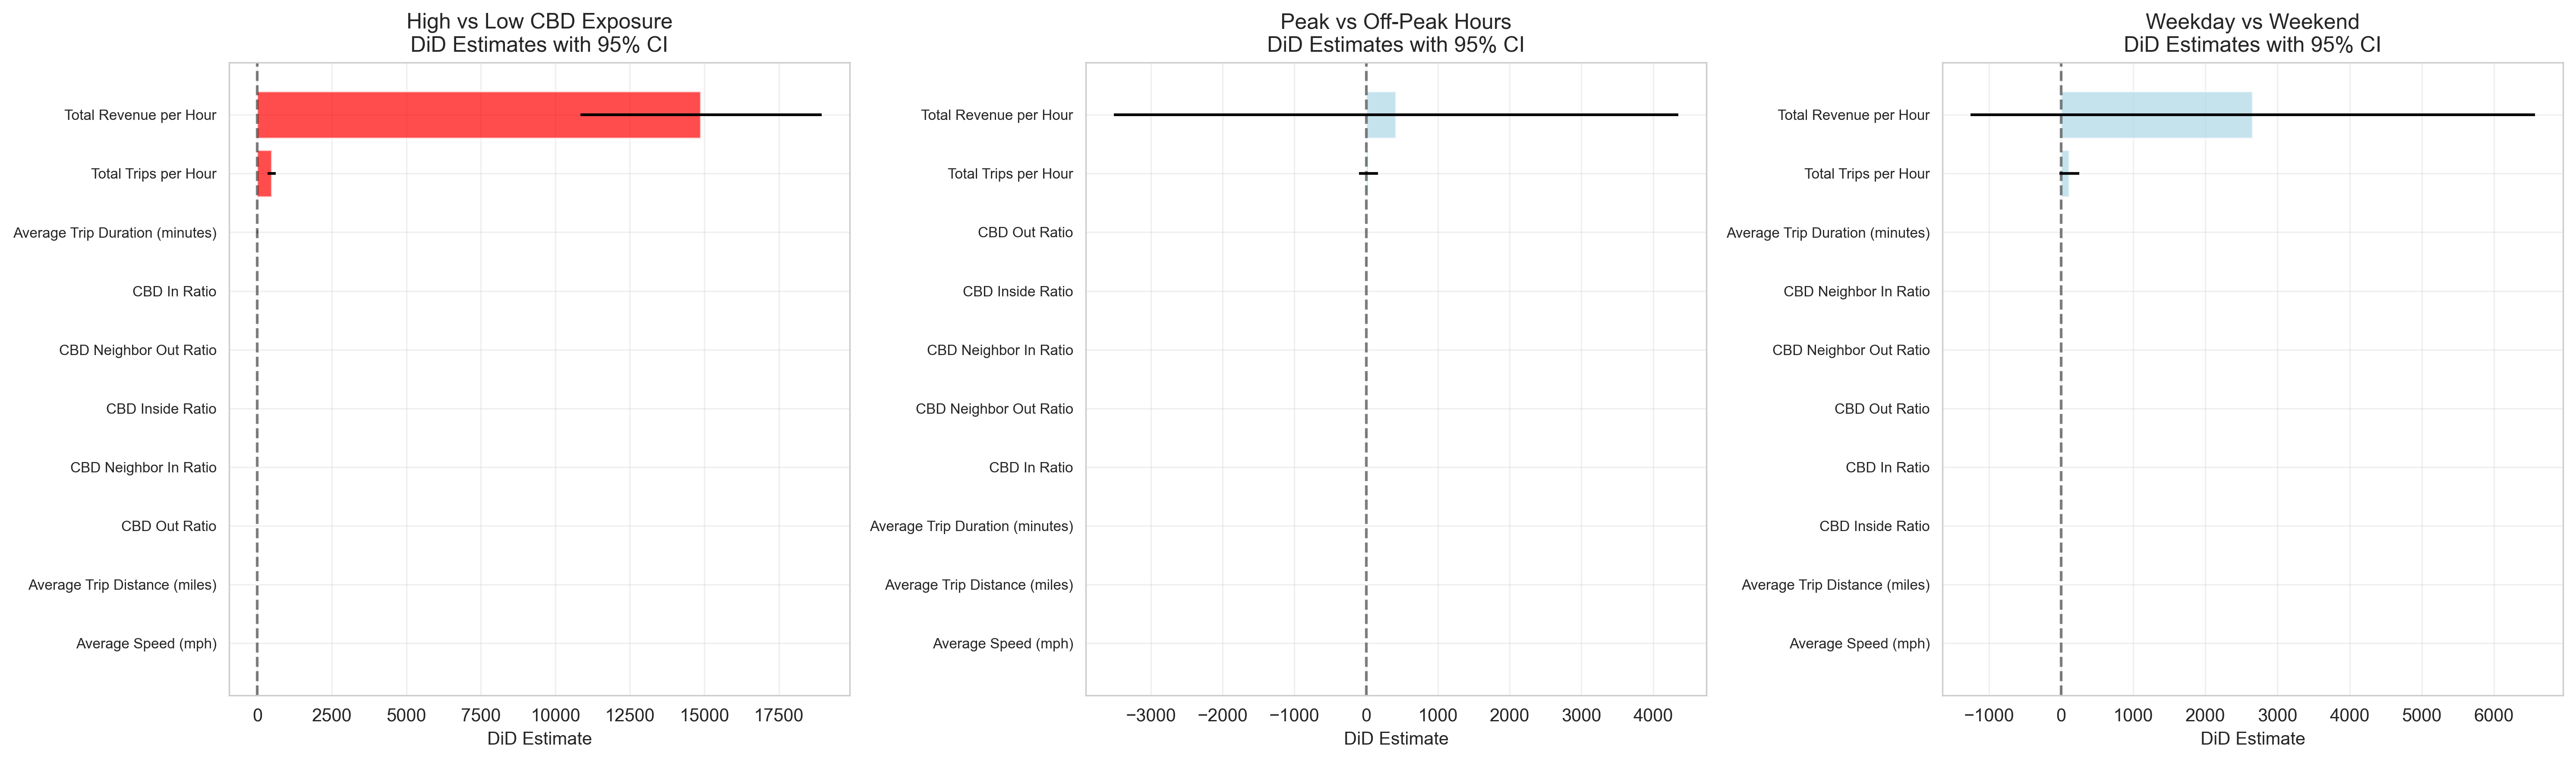 High vs Low CBD Exposure
DiD Estimates with 95% CI
Total Revenue per Hour
Total Trips per Hour
Average Trip Duration (minutes)
CBD In Ratio
CBD Neighbor Out Ratio
CBD Inside Ratio
CBD Neighbor In Ratio
CBD Out Ratio
Average Trip Distance (miles)
Average Speed (mph)
0 2500 5000 7500 10000 12500 15000 17500
DiD Estimate
Peak vs Off-Peak Hours
DiD Estimates with 95% CI
Total Revenue per Hour
Total Trips per Hour
CBD Out Ratio
CBD Inside Ratio
CBD Neighbor In Ratio
CBD Neighbor Out Ratio
CBD In Ratio
Average Trip Duration (minutes)
Average Trip Distance (miles)
Average Speed (mph)
−3000 −2000 −1000 0 1000 2000 3000 4000
DiD Estimate
Weekday vs Weekend
DiD Estimates with 95% CI
Total Revenue per Hour
Total Trips per Hour
Average Trip Duration (minutes)
CBD Neighbor In Ratio
CBD Neighbor Out Ratio
CBD Out Ratio
CBD In Ratio
CBD Inside Ratio
Average Trip Distance (miles)
Average Speed (mph)
−1000 0 1000 2000 3000 4000 5000 6000
DiD Estimate